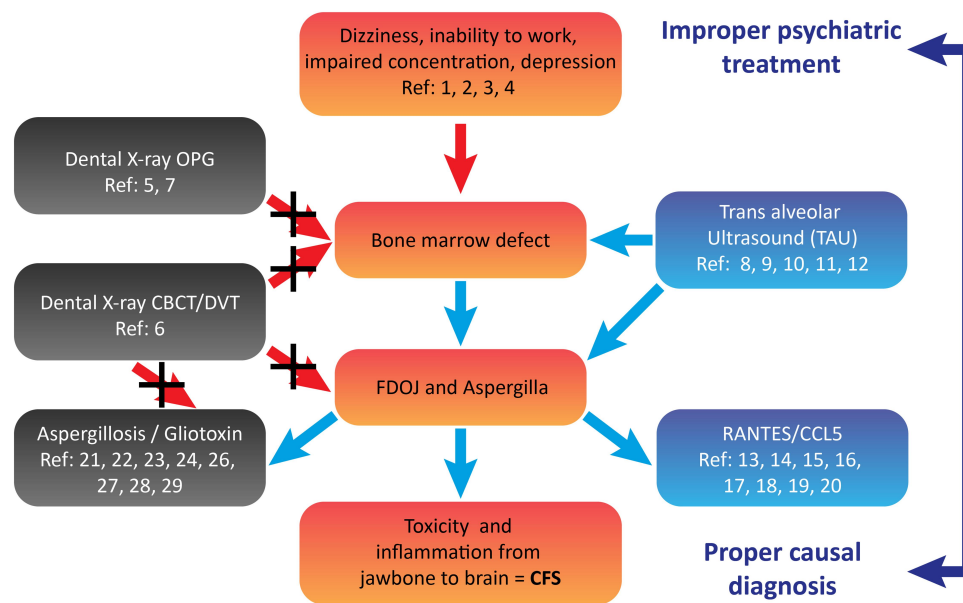 Dizziness, inability to work,
impaired concentration, depression
Ref: 1, 2, 3, 4
Improper psychiatric
treatment
Dental X-ray OPG
Ref: 5, 7
Bone marrow defect
Trans alveolar
Ultrasound (TAU)
Ref: 8, 9, 10, 11, 12
Dental X-ray CBCT/DVT
Ref: 6
FDOJ and Aspergilla
Aspergillosis / Gliotoxin
Ref: 21, 22, 23, 24, 26,
27, 28, 29
RANTES/CCL5
Ref: 13, 14, 15, 16,
17, 18, 19, 20
Toxicity and
inflammation from
jawbone to brain = CFS
Proper causal
diagnosis